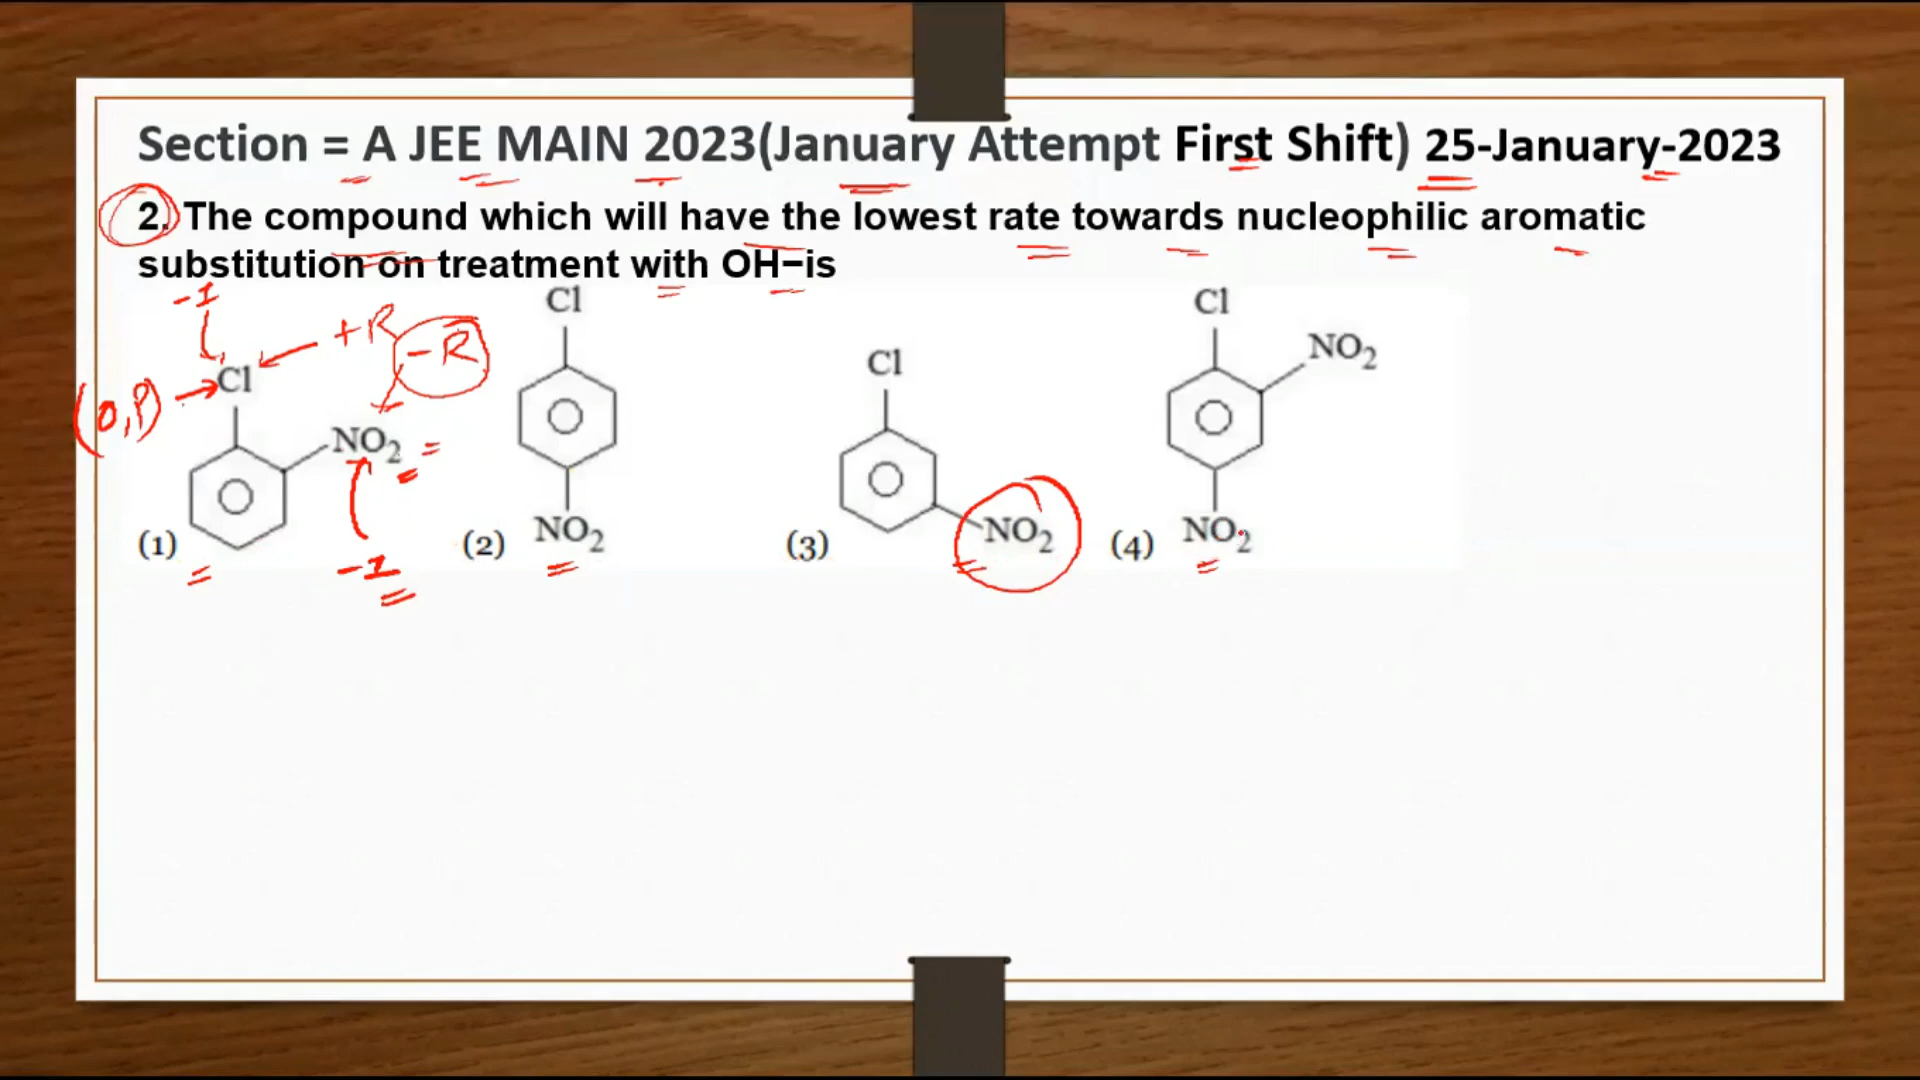 Section = A JEE MAIN 2023(January Attempt First Shift) 25-January-2023
2. The compound which will have the lowest rate towards nucleophilic aromatic
substitution on treatment with OH−is
-I
+R
-R
(O,P)
Cl
NO2
-I
(1)
Cl
NO2
(2)
Cl
NO2
(3)
Cl
NO2
NO2
(4)